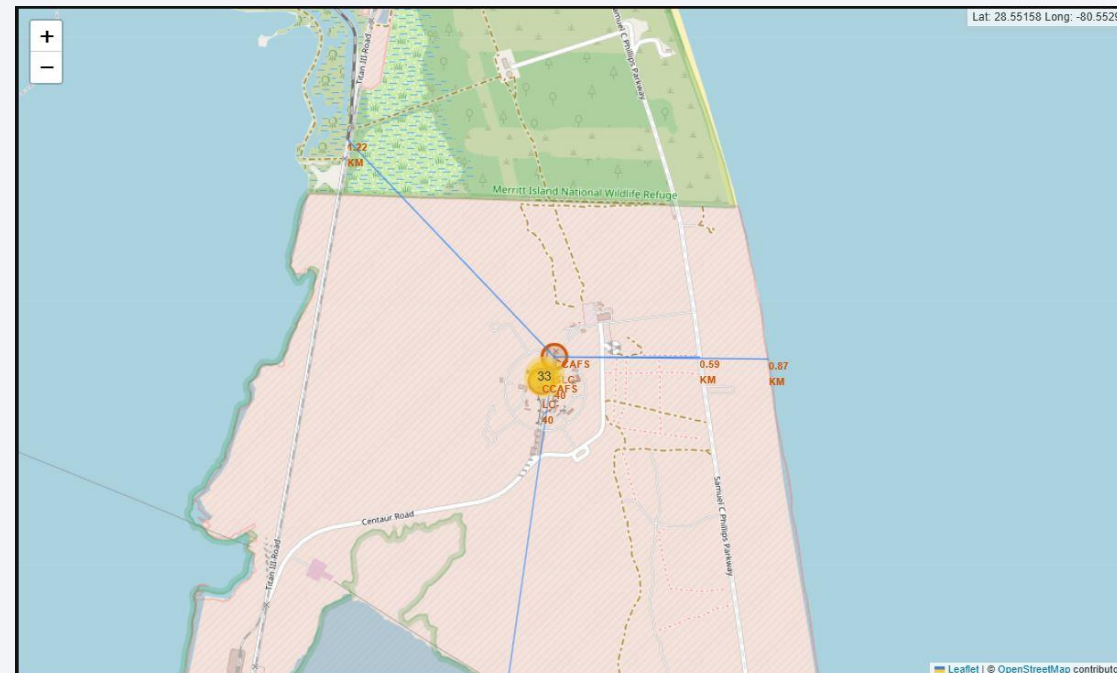 +
−
Lat: 28.55158 Long: -80.5529
Titan III Road
Samuel C Phillips Parkway
1.22
KM
Merritt Island National Wildlife Refuge
CCAFS
SLC-
40
33
CCAFS
LC-
40
0.59
KM
0.87
KM
Centaur Road
Titan III Road
Samuel C Phillips Parkway
Leaflet | © OpenStreetMap contributo